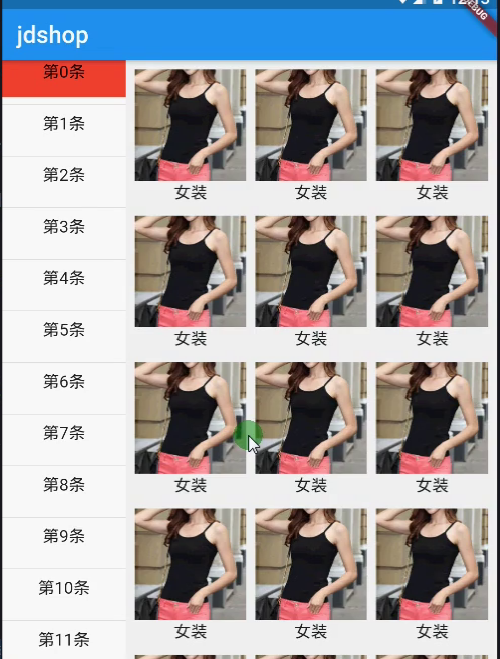 jdshop
第0条
第1条
第2条
第3条
第4条
第5条
第6条
第7条
第8条
第9条
第10条
第11条
女装 女装 女装
女装 女装 女装
女装 女装 女装
女装 女装 女装